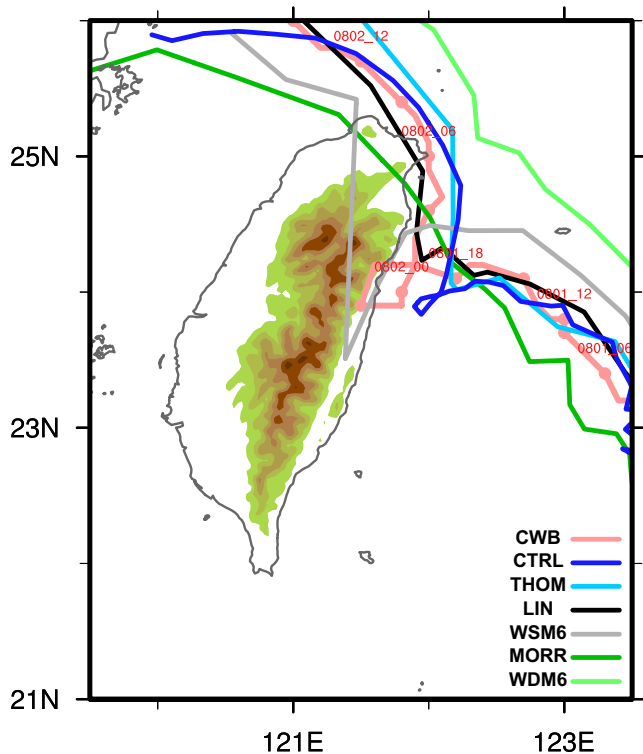 0802_12
0802_06
25N
0801_18
0802_00
0801_12
0801_06
23N
CWB
CTRL
THOM
LIN
WSM6
MORR
WDM6
21N
121E
123E